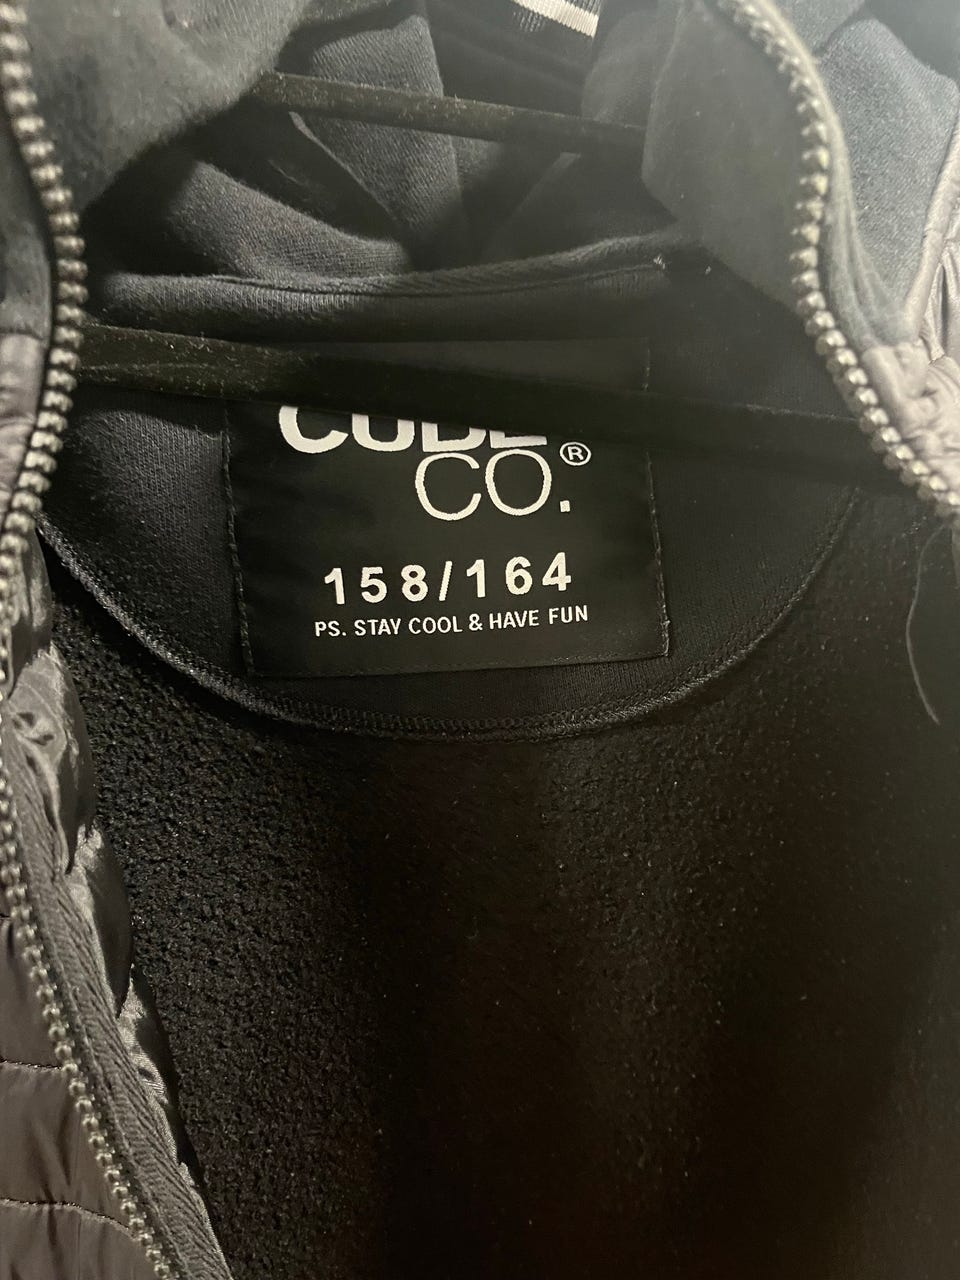 CO.®
158/164
PS. STAY COOL & HAVE FUN